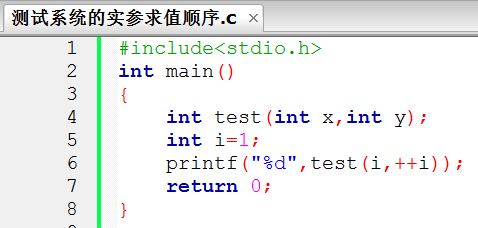 测试系统的实参求值顺序.c ×
1 #include<stdio.h>
2 int main()
3 {
4 int test(int x,int y);
5 int i=1;
6 printf("%d",test(i,++i));
7 return 0;
8 }